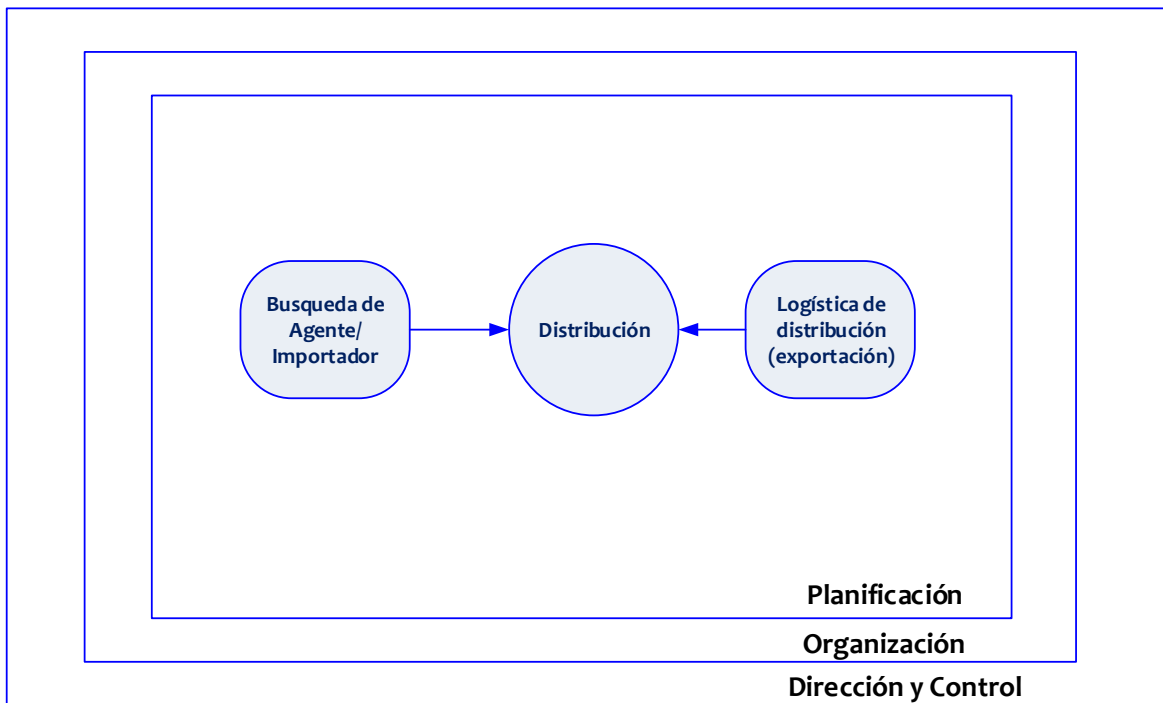 Busqueda de
Agente/
Importador
Distribución
Logística de
distribución
(exportación)
Planificación
Organización
Dirección y Control